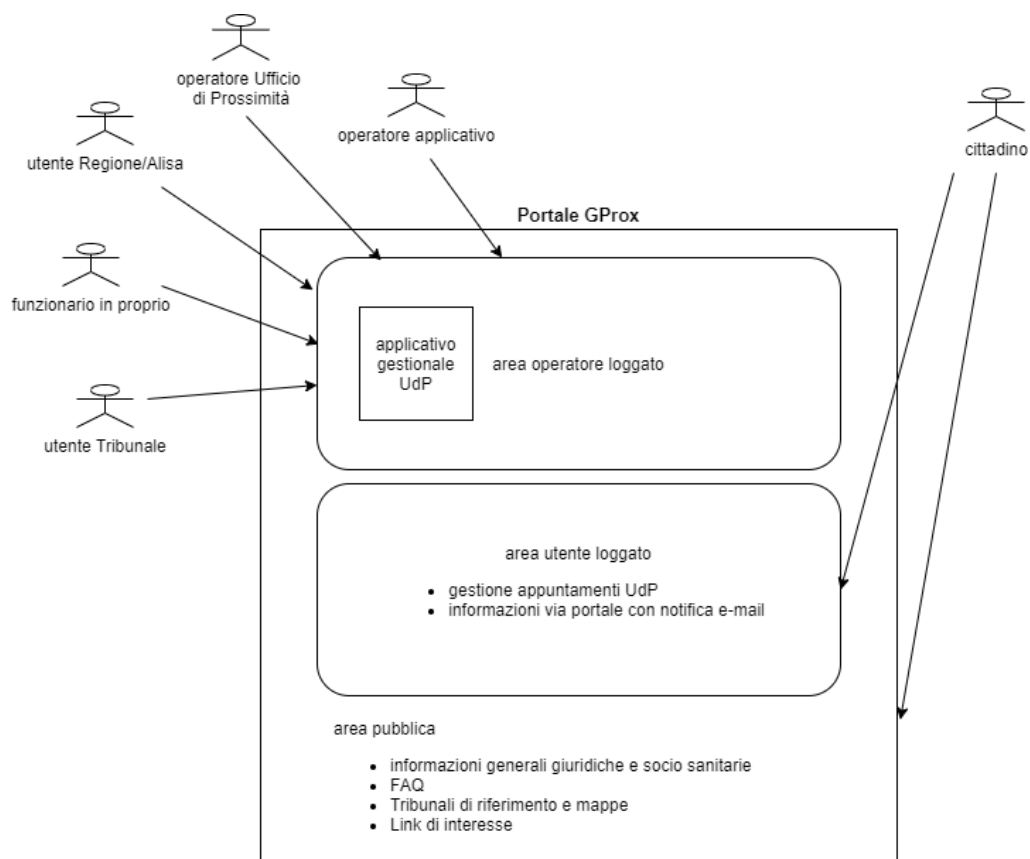 operatore Ufficio
di Prossimità
operatore applicativo
utente Regione/Alisa
cittadino
Portale GProx
funzionario in proprio
applicativo
gestionale
UdP
area operatore loggato
utente Tribunale
area utente loggato
• gestione appuntamenti UdP
• informazioni via portale con notifica e-mail
area pubblica
• informazioni generali giuridiche e socio sanitarie
• FAQ
• Tribunali di riferimento e mappe
• Link di interesse